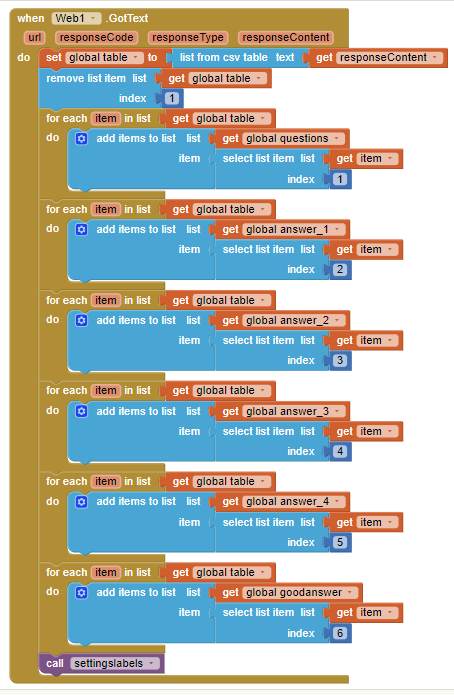 when Web1 .GotText
url responseCode responseType responseContent
do set global table to list from csv table text get responseContent
remove list item list get global table
index 1
for each item in list get global table
do add items to list list get global questions
item select list item list get item
index 1
for each item in list get global table
do add items to list list get global answer_1
item select list item list get item
index 2
for each item in list get global table
do add items to list list get global answer_2
item select list item list get item
index 3
for each item in list get global table
do add items to list list get global answer_3
item select list item list get item
index 4
for each item in list get global table
do add items to list list get global answer_4
item select list item list get item
index 5
for each item in list get global table
do add items to list list get global goodanswer
item select list item list get item
index 6
call settingslabels